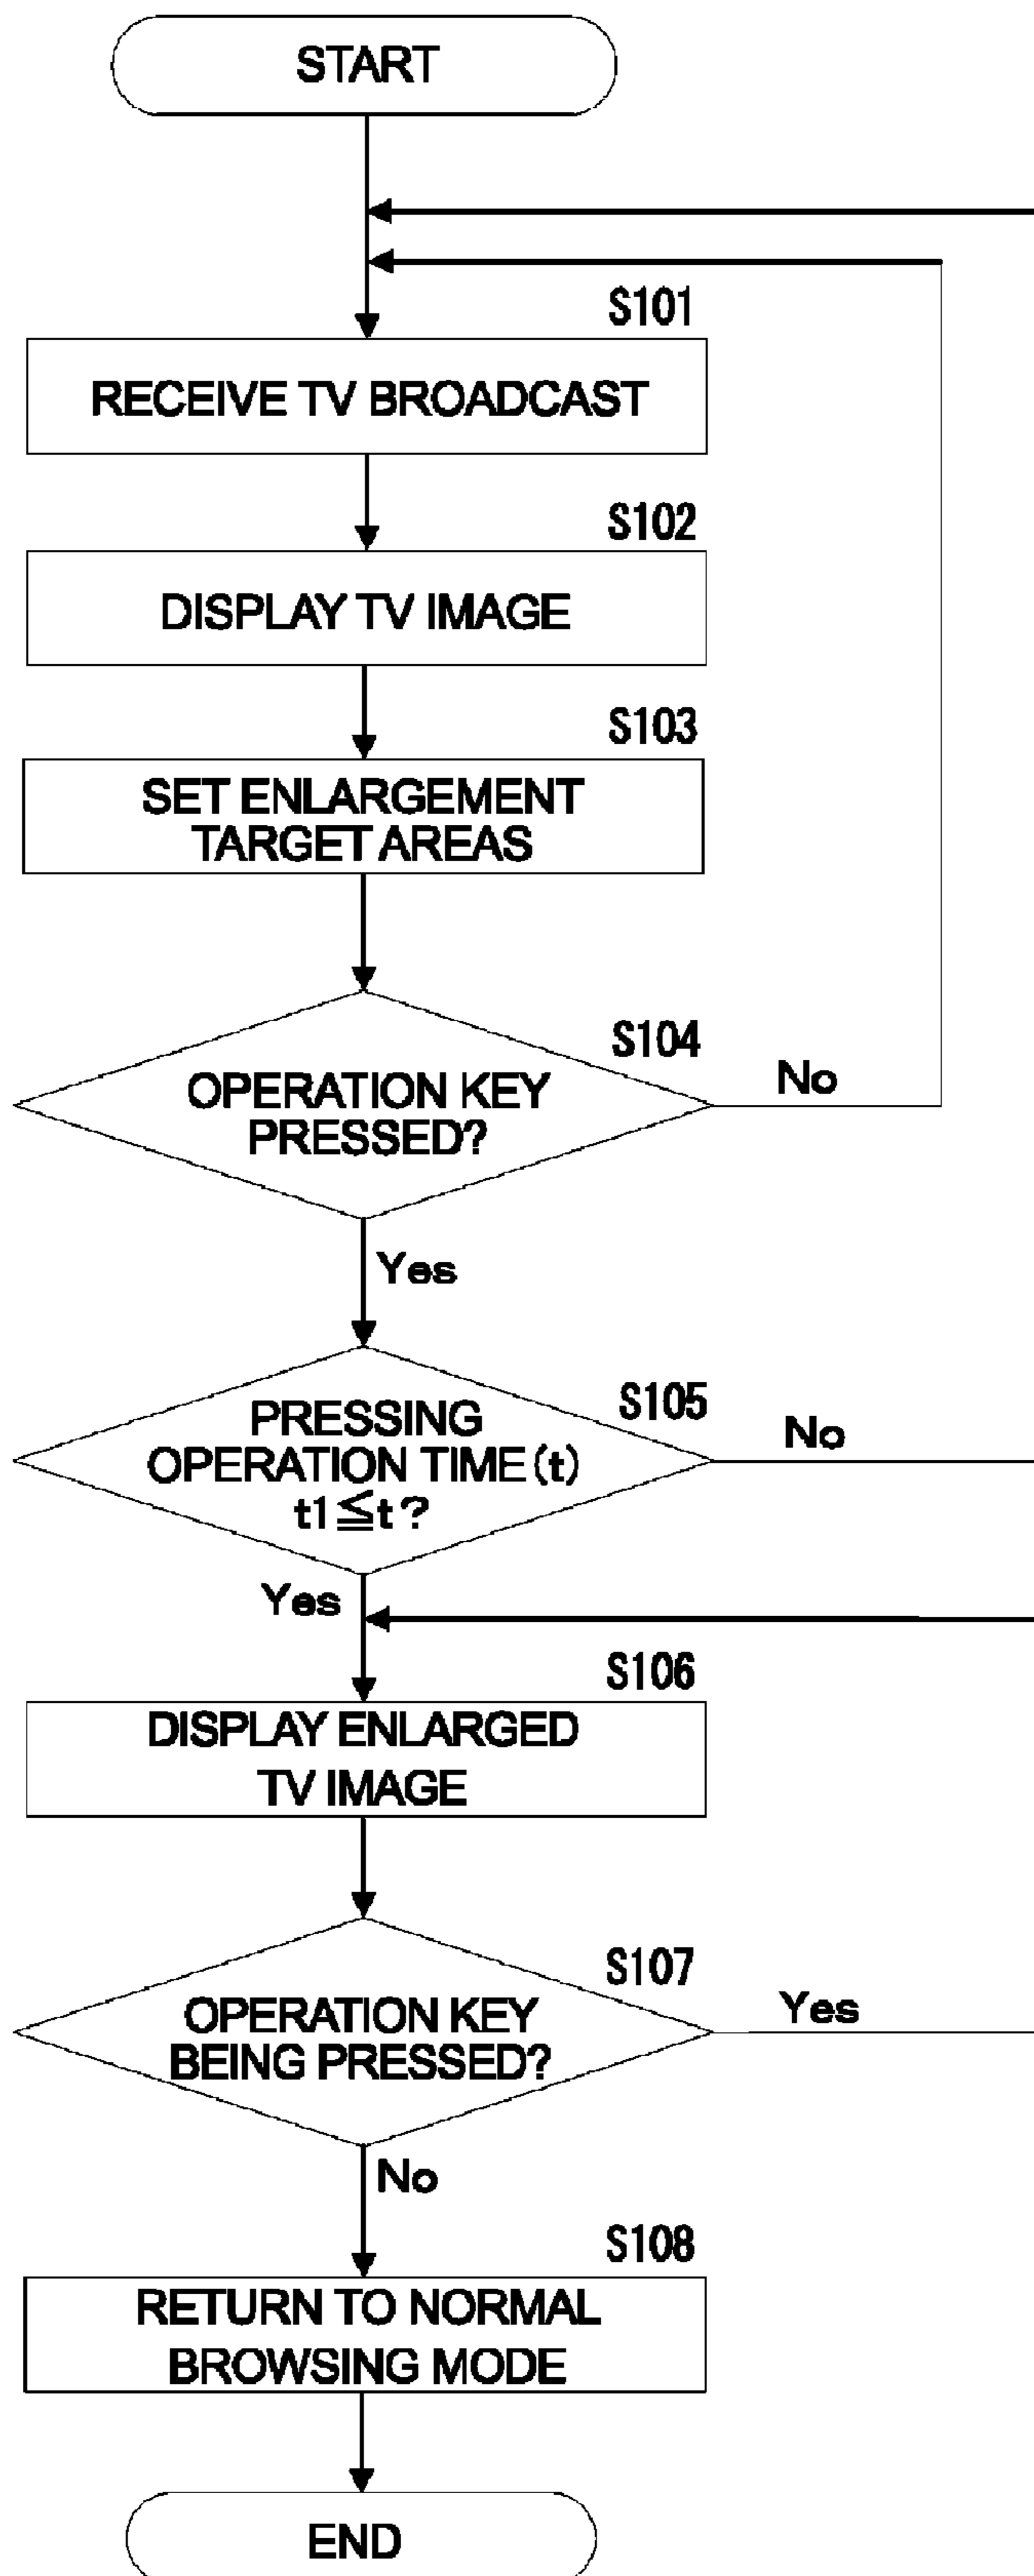 START
S101
RECEIVE TV BROADCAST
S102
DISPLAY TV IMAGE
S103
SET ENLARGEMENT
TARGET AREAS
S104
OPERATION KEY
PRESSED?
No
Yes
S105
PRESSING
OPERATION TIME(t)
t1≦t?
No
Yes
S106
DISPLAY ENLARGED
TV IMAGE
S107
OPERATION KEY
BEING PRESSED?
Yes
No
S108
RETURN TO NORMAL
BROWSING MODE
END